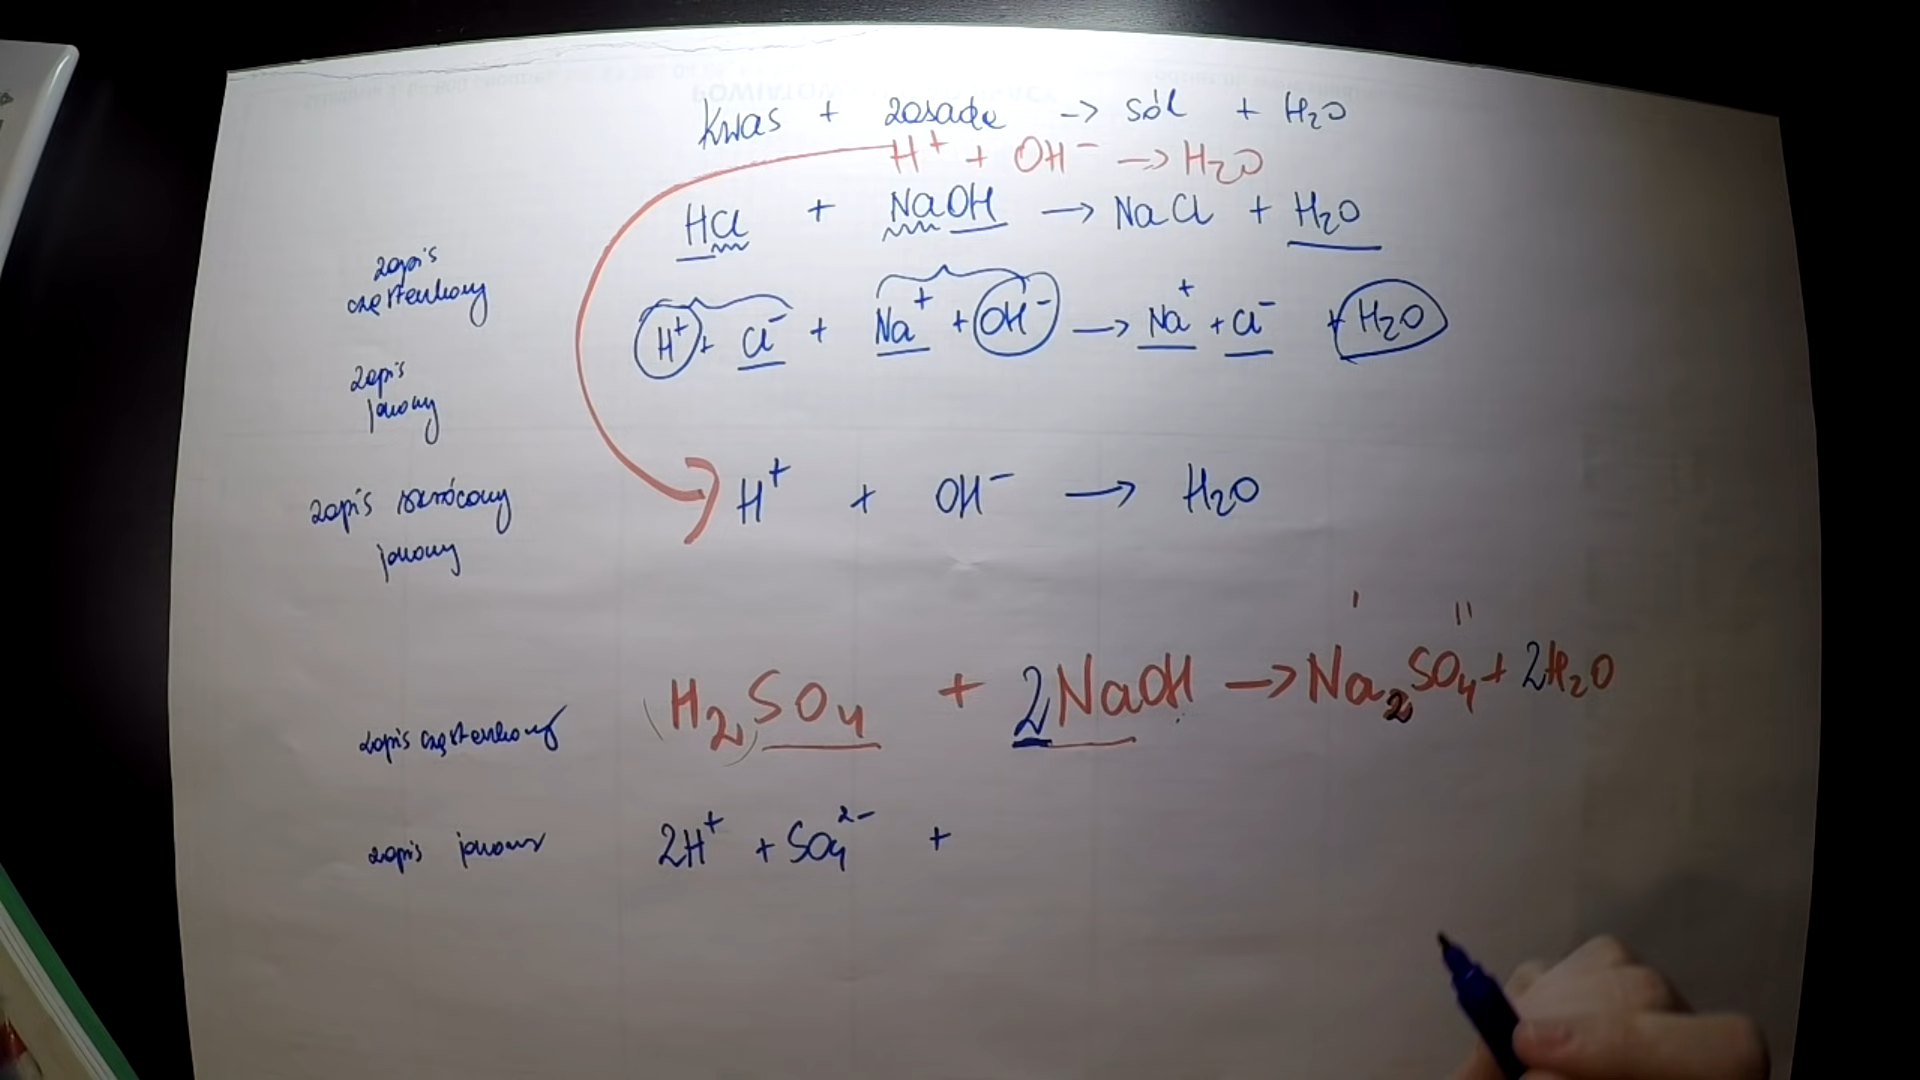 Kwas + zasada -> sól + H₂O
H⁺ + OH⁻ -> H₂O
HCl + NaOH -> NaCl + H₂O
zapis
cząsteczkowy
H⁺ + Cl⁻ + Na⁺ + OH⁻ -> Na⁺ + Cl⁻ + H₂O
zapis
jonowy
zapis skrócony
jonowy
H⁺ + OH⁻ -> H₂O
I II
zapis cząsteczkowy
H₂SO₄ + 2NaOH -> Na₂SO₄ + 2H₂O
zapis jonowy
2H⁺ + SO₄²⁻ +